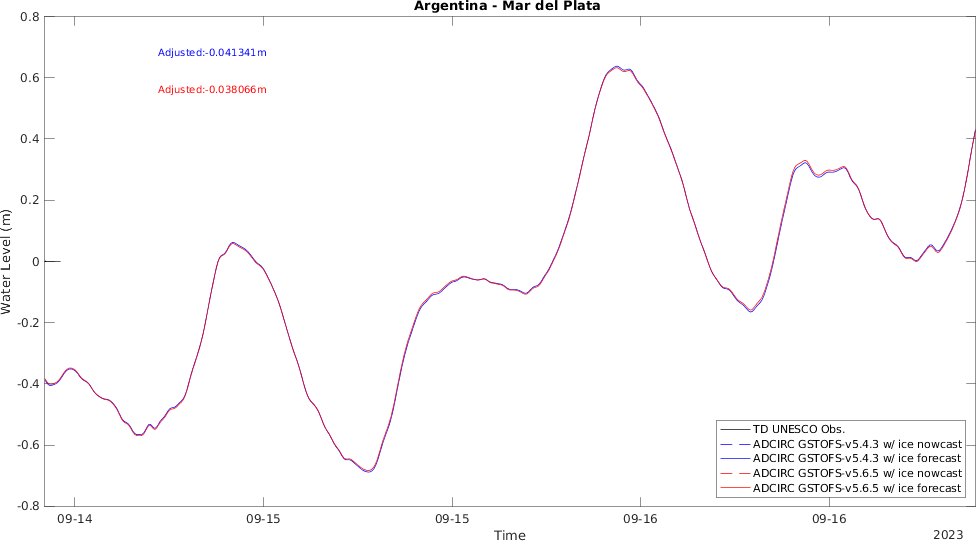 Argentina - Mar del Plata
0.8
0.6
0.4
0.2
0
-0.2
-0.4
-0.6
-0.8
Water Level (m)
Adjusted:-0.041341m
Adjusted:-0.038066m
TD UNESCO Obs.
ADCIRC GSTOFS-v5.4.3 w/ ice nowcast
ADCIRC GSTOFS-v5.4.3 w/ ice forecast
ADCIRC GSTOFS-v5.6.5 w/ ice nowcast
ADCIRC GSTOFS-v5.6.5 w/ ice forecast
09-14
09-15
09-15
09-16
09-16
Time
2023